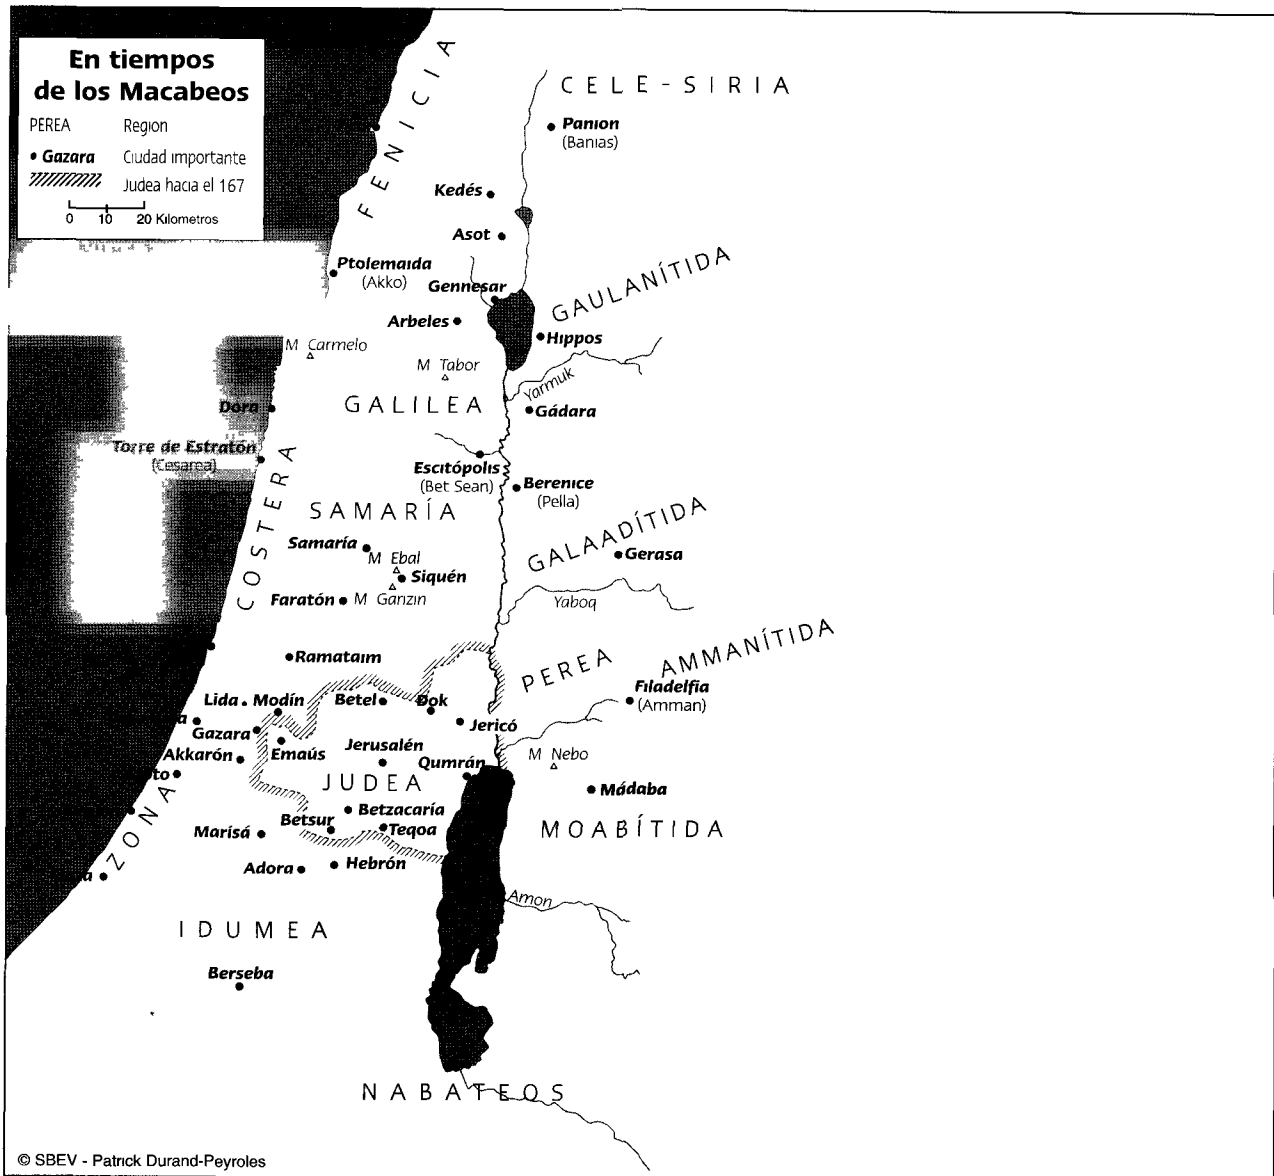 En tiempos
de los Macabeos
PEREA Region
Gazara Ciudad importante
Judea hacia el 167
0 10 20 Kilometros
FENICIA
CELE-SIRIA
Panion
(Banias)
Kedés
Asot
Ptolemaida
(Akko)
Gennesar
GAULANÍTIDA
Arbeles
Hippos
M Carmelo
M Tabor
Yarmuk
Dora
GALILEA
Gádara
Torre de Estratón
(Cesarea)
Escitópolis
(Bet Sean)
Berenice
(Pella)
SAMARÍA
GALAADÍTIDA
Samaría
M Ebal
Gerasa
Siquén
Faratón
M Garizin
Yaboq
ZONA COSTERA
Ramataim
PEREA
AMMANÍTIDA
Lida
Modín
Betel
Dok
Filadelfia
(Amman)
Jericó
Gazara
Akkarón
Emaús
Jerusalén
Qumrán
M Nebo
JUDEA
Mádaba
Betzacaría
Betsur
Teqoa
Marisá
MOABÍTIDA
Adora
Hebrón
Arnon
IDUMEA
Berseba
NABATEOS
© SBEV - Patrick Durand-Peyroles